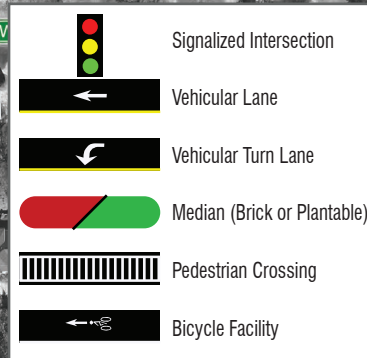 W
Signalized Intersection
Vehicular Lane
Vehicular Turn Lane
Median (Brick or Plantable)
Pedestrian Crossing
Bicycle Facility